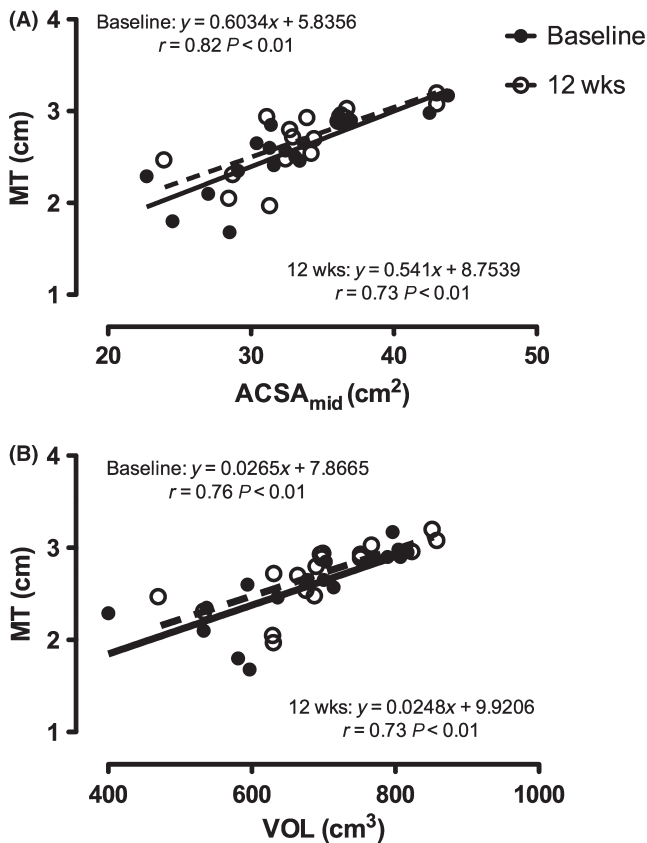 (A)
Baseline: y = 0.6034x + 5.8356
r = 0.82 P < 0.01
Baseline
12 wks
4
3
2
1
MT (cm)
12 wks: y = 0.541x + 8.7539
r = 0.73 P < 0.01
20 30 40 50
ACSAmid (cm²)
(B)
Baseline: y = 0.0265x + 7.8665
r = 0.76 P < 0.01
4
3
2
1
MT (cm)
12 wks: y = 0.0248x + 9.9206
r = 0.73 P < 0.01
400 600 800 1000
VOL (cm³)